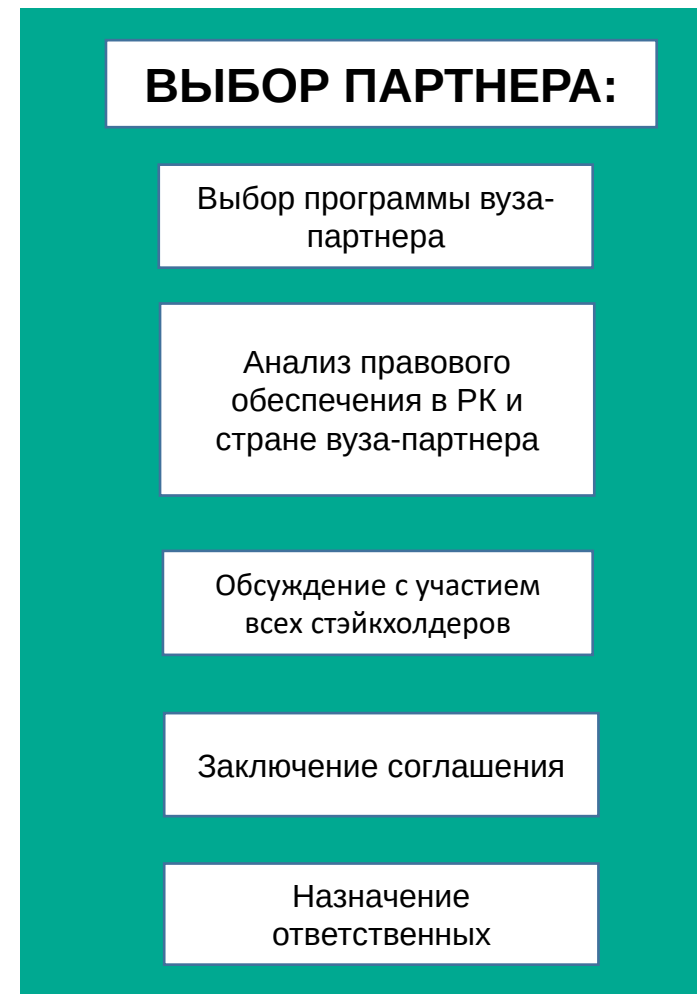 ВЫБОР ПАРТНЕРА:
Выбор программы вуза-
партнера
Анализ правового
обеспечения в РК и
стране вуза-партнера
Обсуждение с участием
всех стэйкхолдеров
Заключение соглашения
Назначение
ответственных